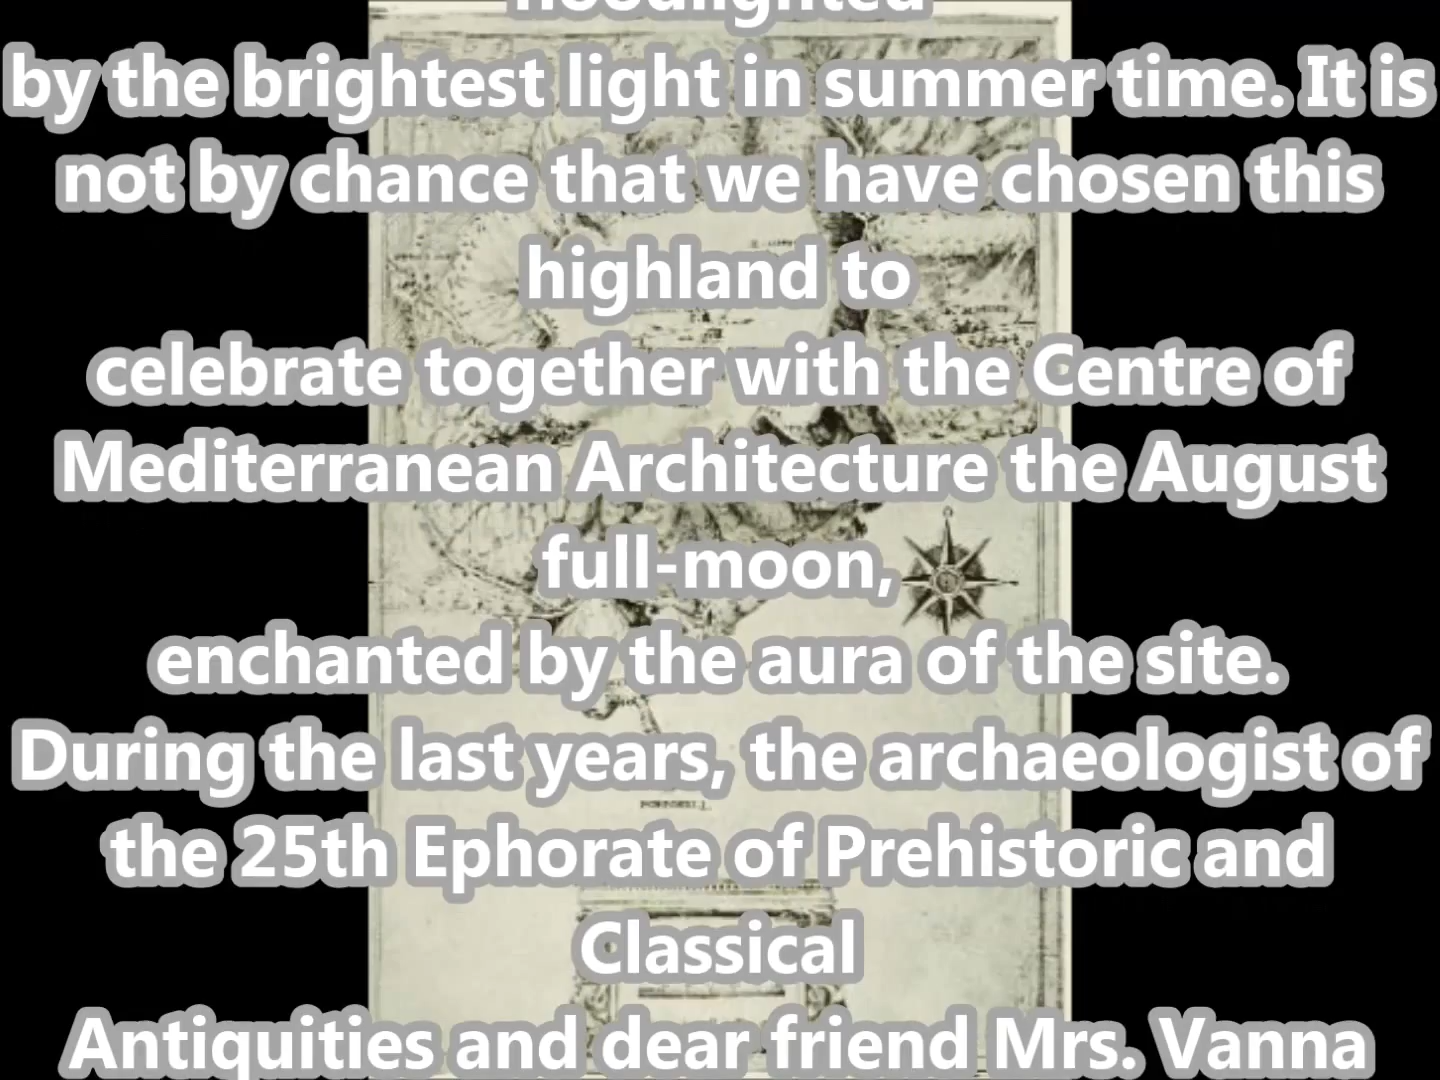 floodlighted
by the brightest light in summer time. It is
not by chance that we have chosen this
highland to
celebrate together with the Centre of
Mediterranean Architecture the August
full-moon,
enchanted by the aura of the site.
During the last years, the archaeologist of
the 25th Ephorate of Prehistoric and
Classical
Antiquities and dear friend Mrs. Vanna